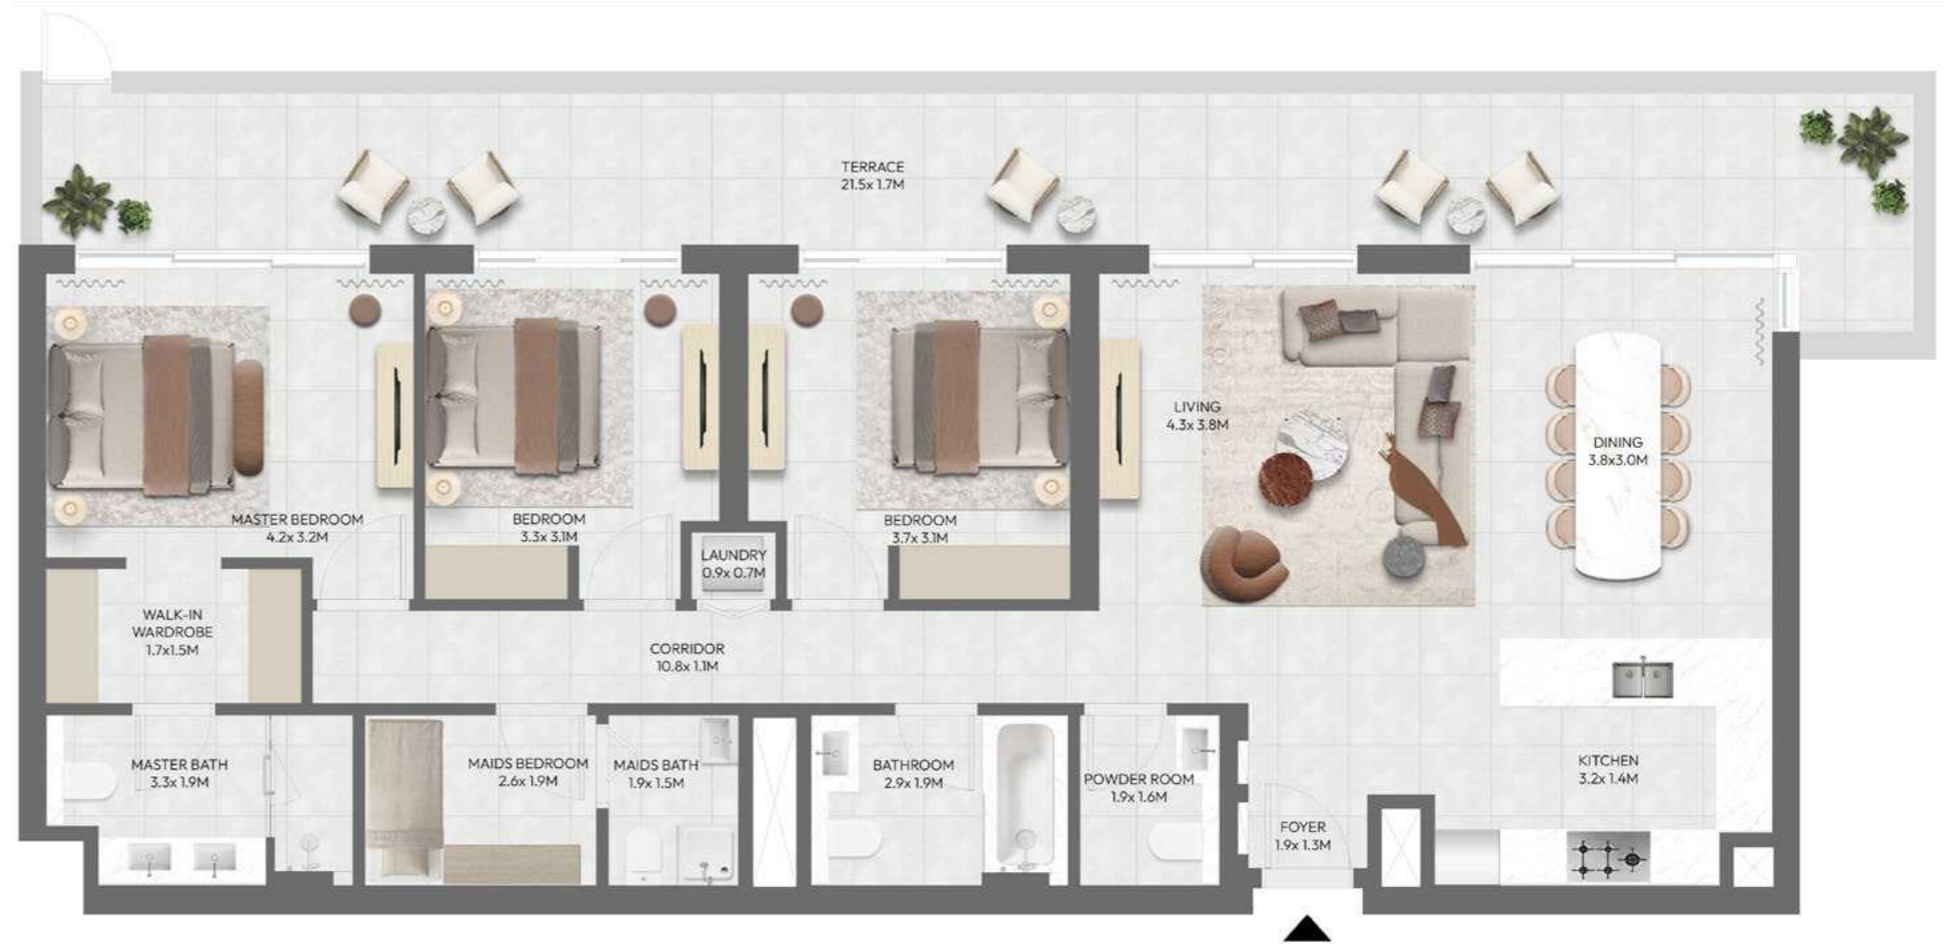 TERRACE
21.5x 1.7M
LIVING
4.3x 3.8M
DINING
3.8x3.0M
MASTER BEDROOM
4.2x 3.2M
BEDROOM
3.3x 3.1M
BEDROOM
3.7x 3.1M
LAUNDRY
0.9x 0.7M
WALK-IN
WARDROBE
1.7x1.5M
CORRIDOR
10.8x 1.1M
MASTER BATH
3.3x 1.9M
MAIDS BEDROOM
2.6x 1.9M
MAIDS BATH
1.9x 1.5M
BATHROOM
2.9x 1.9M
POWDER ROOM
1.9x 1.6M
KITCHEN
3.2x 1.4M
FOYER
1.9x 1.3M